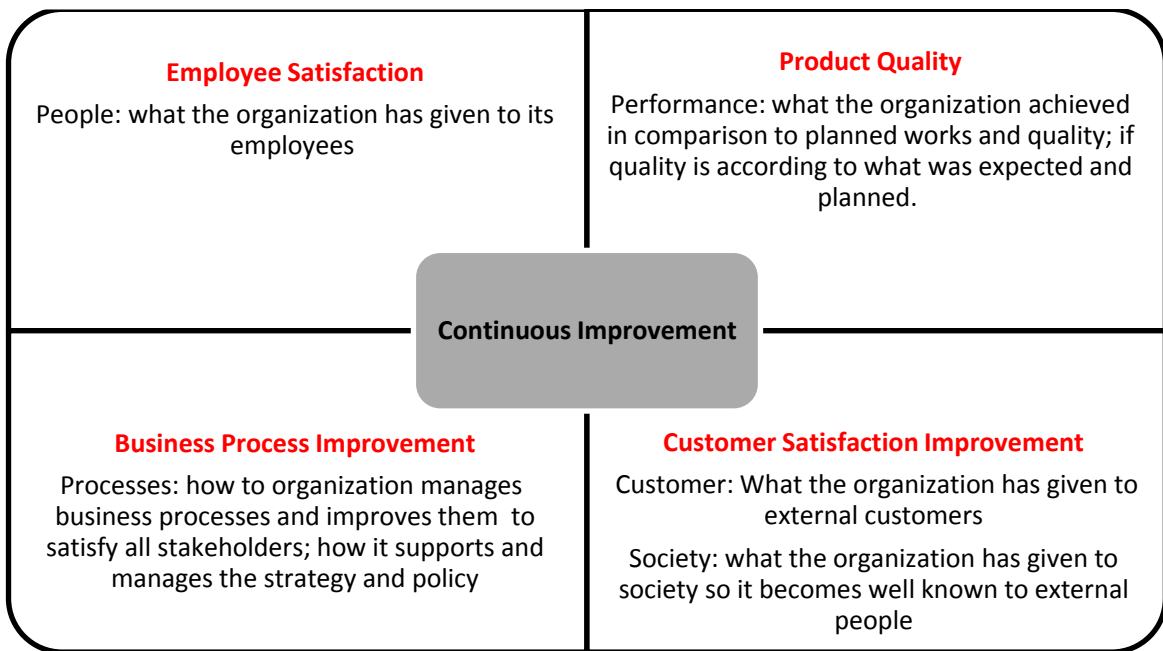 Employee Satisfaction
People: what the organization has given to its
employees
Product Quality
Performance: what the organization achieved
in comparison to planned works and quality; if
quality is according to what was expected and
planned.
Continuous Improvement
Business Process Improvement
Processes: how to organization manages
business processes and improves them  to
satisfy all stakeholders; how it supports and
manages the strategy and policy
Customer Satisfaction Improvement
Customer: What the organization has given to
external customers
Society: what the organization has given to
society so it becomes well known to external
people